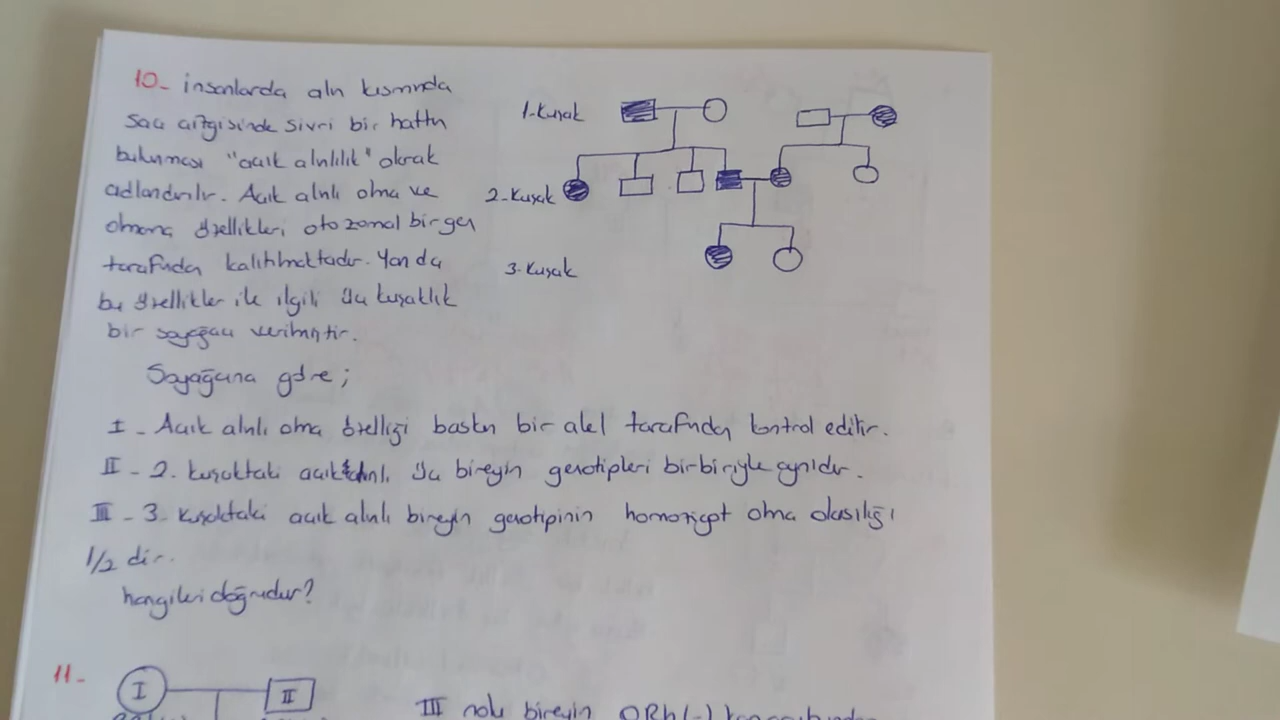 10- insanlarda alın kısmında
saç çizgisinde sivri bir hattın
bulunması "açık alınlılık" olarak
adlandırılır. Açık alınlı olma ve
olmama özellikleri otozomal bir gen
tarafından kalıtılmaktadır. Yanda
bu özellikler ile ilgili üç kuşaklık
bir soyağacı verilmiştir.
Soyağacına göre;
I - Açık alınlı olma özelliği baskın bir alel tarafından kontrol edilir.
II - 2. kuşaktaki açık alınlı üç bireyin genotipleri birbiriyle aynıdır.
III - 3. kuşaktaki açık alınlı bireyin genotipinin homozigot olma olasılığı
1/2 dir.
hangileri doğrudur?
1. Kuşak
2. Kuşak
3. Kuşak
11-
I
II
III nolu bireyin ORh(-)